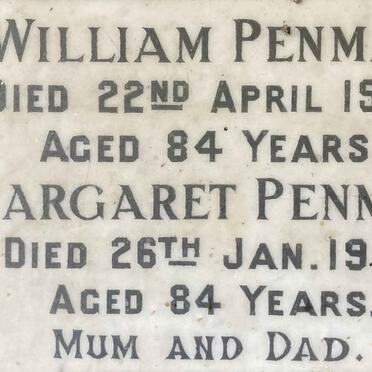 WILLIAM PENM
DIED 22ND APRIL 19
AGED 84 YEARS
ARGARET PENN
DIED 26TH JAN. 19
AGED 84 YEARS.
MUM AND DAD.